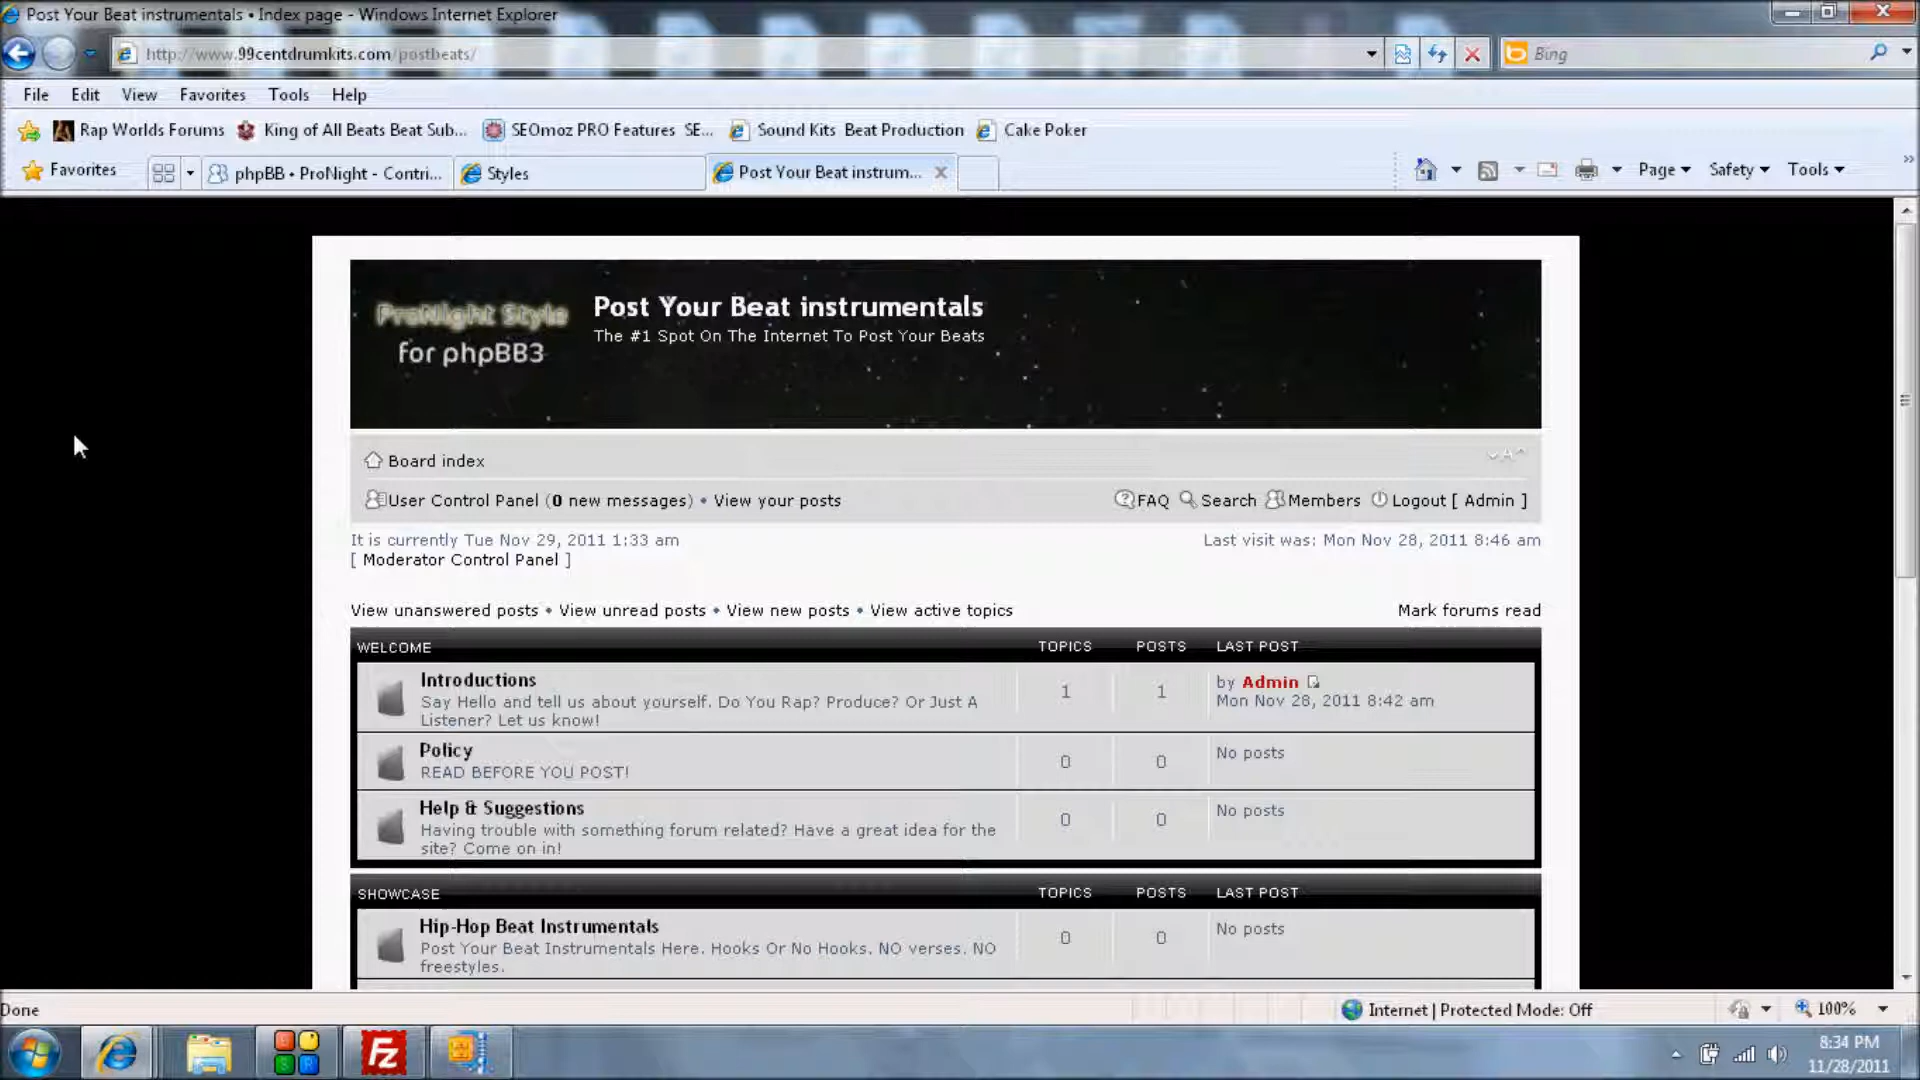 Post Your Beat instrumentals • Index page - Windows Internet Explorer
http://www.99centdrumkits.com/postbeats/
Bing
File Edit View Favorites Tools Help
Rap Worlds Forums King of All Beats Beat Sub... SEOmoz PRO Features SE... Sound Kits Beat Production Cake Poker
Favorites phpBB • ProNight - Contri... Styles Post Your Beat instrum... Page Safety Tools
ProNight Style
for phpBB3
Post Your Beat instrumentals
The #1 Spot On The Internet To Post Your Beats
Board index
User Control Panel (0 new messages) • View your posts FAQ Search Members Logout [ Admin ]
It is currently Tue Nov 29, 2011 1:33 am Last visit was: Mon Nov 28, 2011 8:46 am
[ Moderator Control Panel ]
View unanswered posts • View unread posts • View new posts • View active topics Mark forums read
WELCOME TOPICS POSTS LAST POST
Introductions
Say Hello and tell us about yourself. Do You Rap? Produce? Or Just A
Listener? Let us know!
1 1 by Admin
Mon Nov 28, 2011 8:42 am
Policy
READ BEFORE YOU POST!
0 0 No posts
Help & Suggestions
Having trouble with something forum related? Have a great idea for the
site? Come on in!
0 0 No posts
SHOWCASE TOPICS POSTS LAST POST
Hip-Hop Beat Instrumentals
Post Your Beat Instrumentals Here. Hooks Or No Hooks. NO verses. NO
freestyles.
0 0 No posts
Done Internet | Protected Mode: Off 100%
8:34 PM
11/28/2011